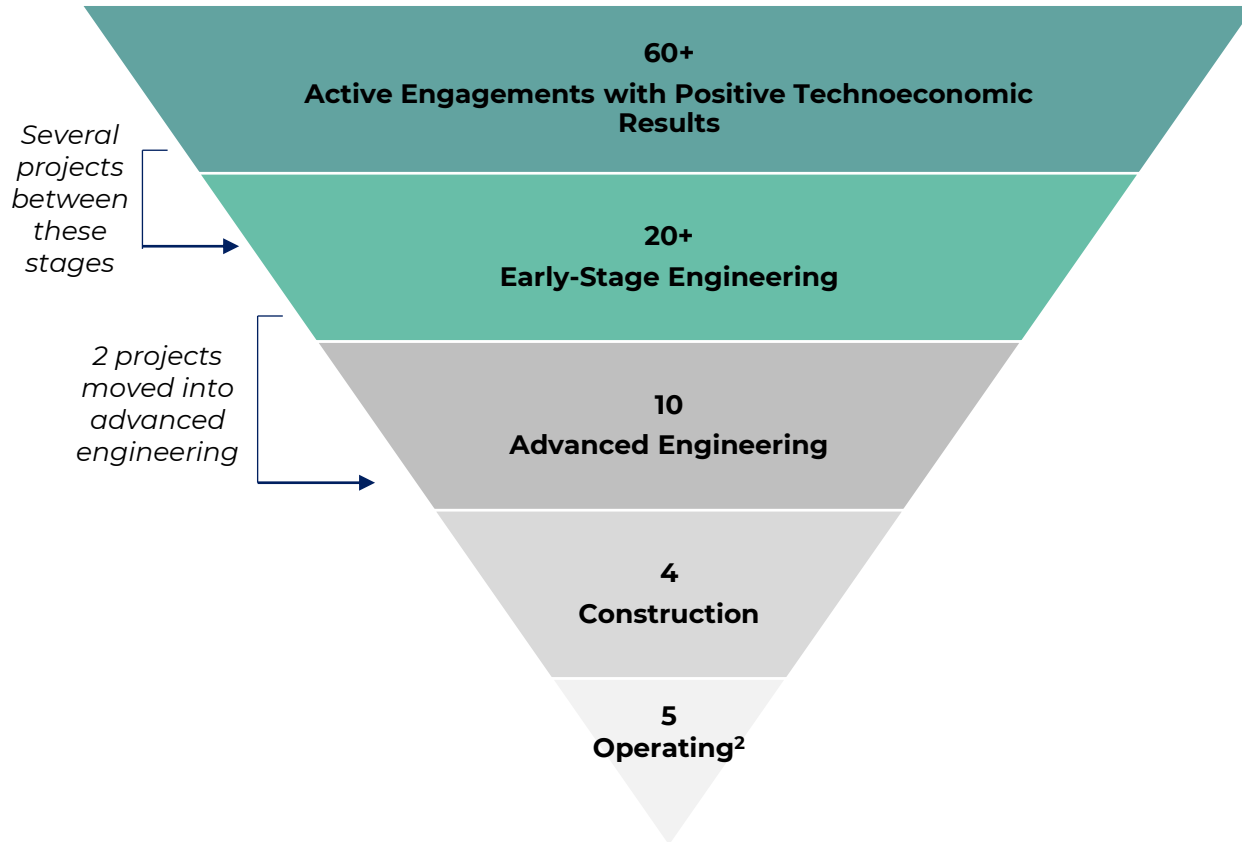 60+
Active Engagements with Positive Technoeconomic
Results
Several
projects
between
these
stages
20+
Early-Stage Engineering
2 projects
moved into
advanced
engineering
10
Advanced Engineering
4
Construction
5
Operating²